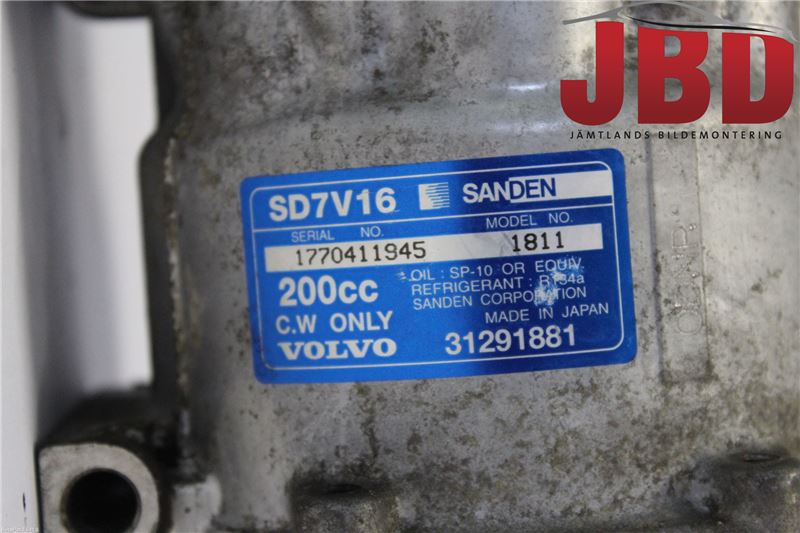 JBD
JÄMTLANDS BILDEMONTERING
SD7V16 SANDEN
SERIAL NO. MODEL NO.
1770411945 1811
200cc
OIL : SP-10 OR EQUIV.
REFRIGERANT : R134a
SANDEN CORPORATION
C.W ONLY
MADE IN JAPAN
VOLVO 31291881